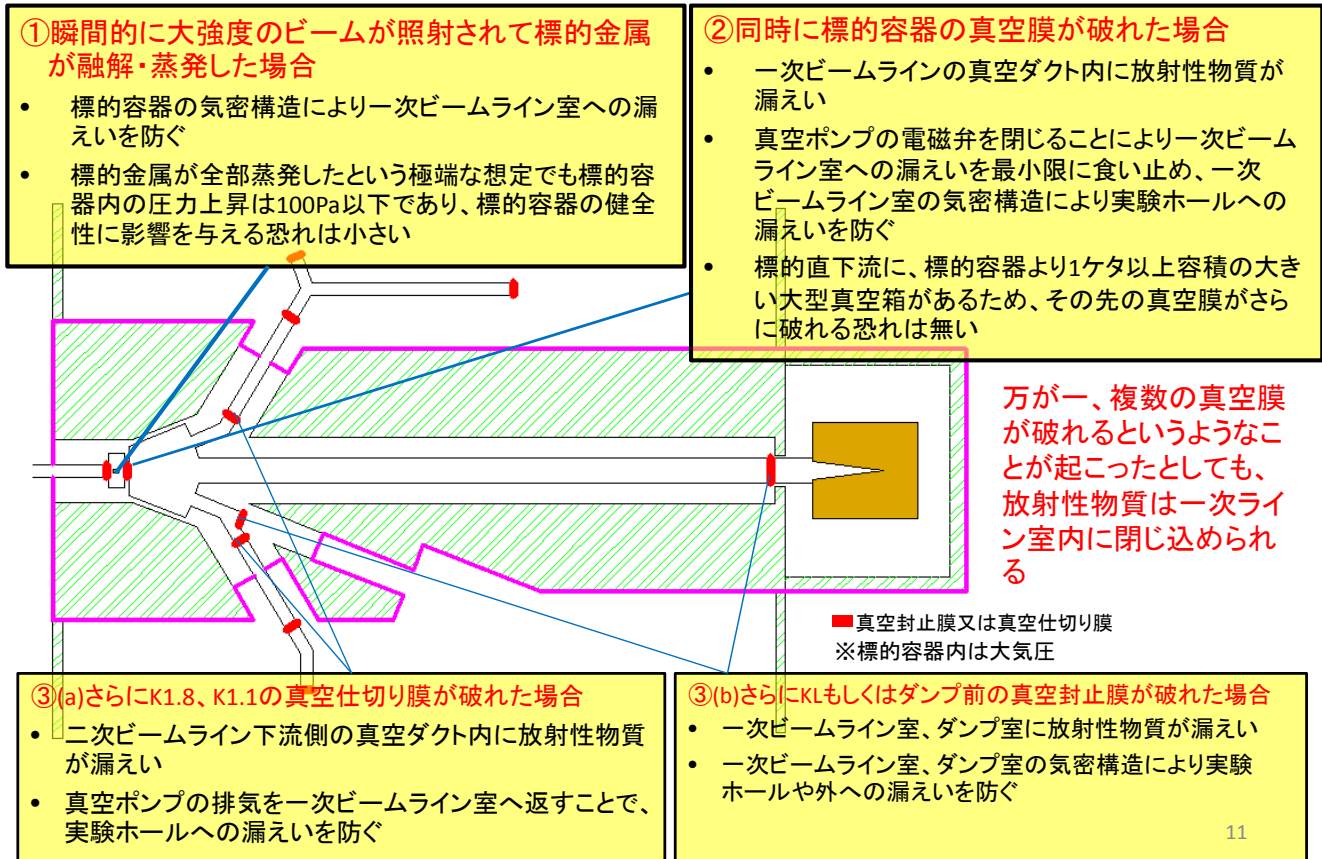 ①瞬間的に大強度のビームが照射されて標的金属
が融解・蒸発した場合
• 標的容器の気密構造により一次ビームライン室への漏
えいを防ぐ
• 標的金属が全部蒸発したという極端な想定でも標的容
器内の圧力上昇は100Pa以下であり、標的容器の健全
性に影響を与える恐れは小さい
②同時に標的容器の真空膜が破れた場合
• 一次ビームラインの真空ダクト内に放射性物質が
漏えい
• 真空ポンプの電磁弁を閉じることにより一次ビーム
ライン室への漏えいを最小限に食い止め、一次
ビームライン室の気密構造により実験ホールへの
漏えいを防ぐ
• 標的直下流に、標的容器より1ケタ以上容積の大き
い大型真空箱があるため、その先の真空膜がさら
に破れる恐れは無い
万が一、複数の真空膜
が破れるというようなこ
とが起こったとしても、
放射性物質は一次ライ
ン室内に閉じ込められ
る
真空封止膜又は真空仕切り膜
※標的容器内は大気圧
③(a)さらにK1.8、K1.1の真空仕切り膜が破れた場合
• 二次ビームライン下流側の真空ダクト内に放射性物質
が漏えい
• 真空ポンプの排気を一次ビームライン室へ返すことで、
実験ホールへの漏えいを防ぐ
③(b)さらにKLもしくはダンプ前の真空封止膜が破れた場合
• 一次ビームライン室、ダンプ室に放射性物質が漏えい
• 一次ビームライン室、ダンプ室の気密構造により実験
ホールや外への漏えいを防ぐ
11